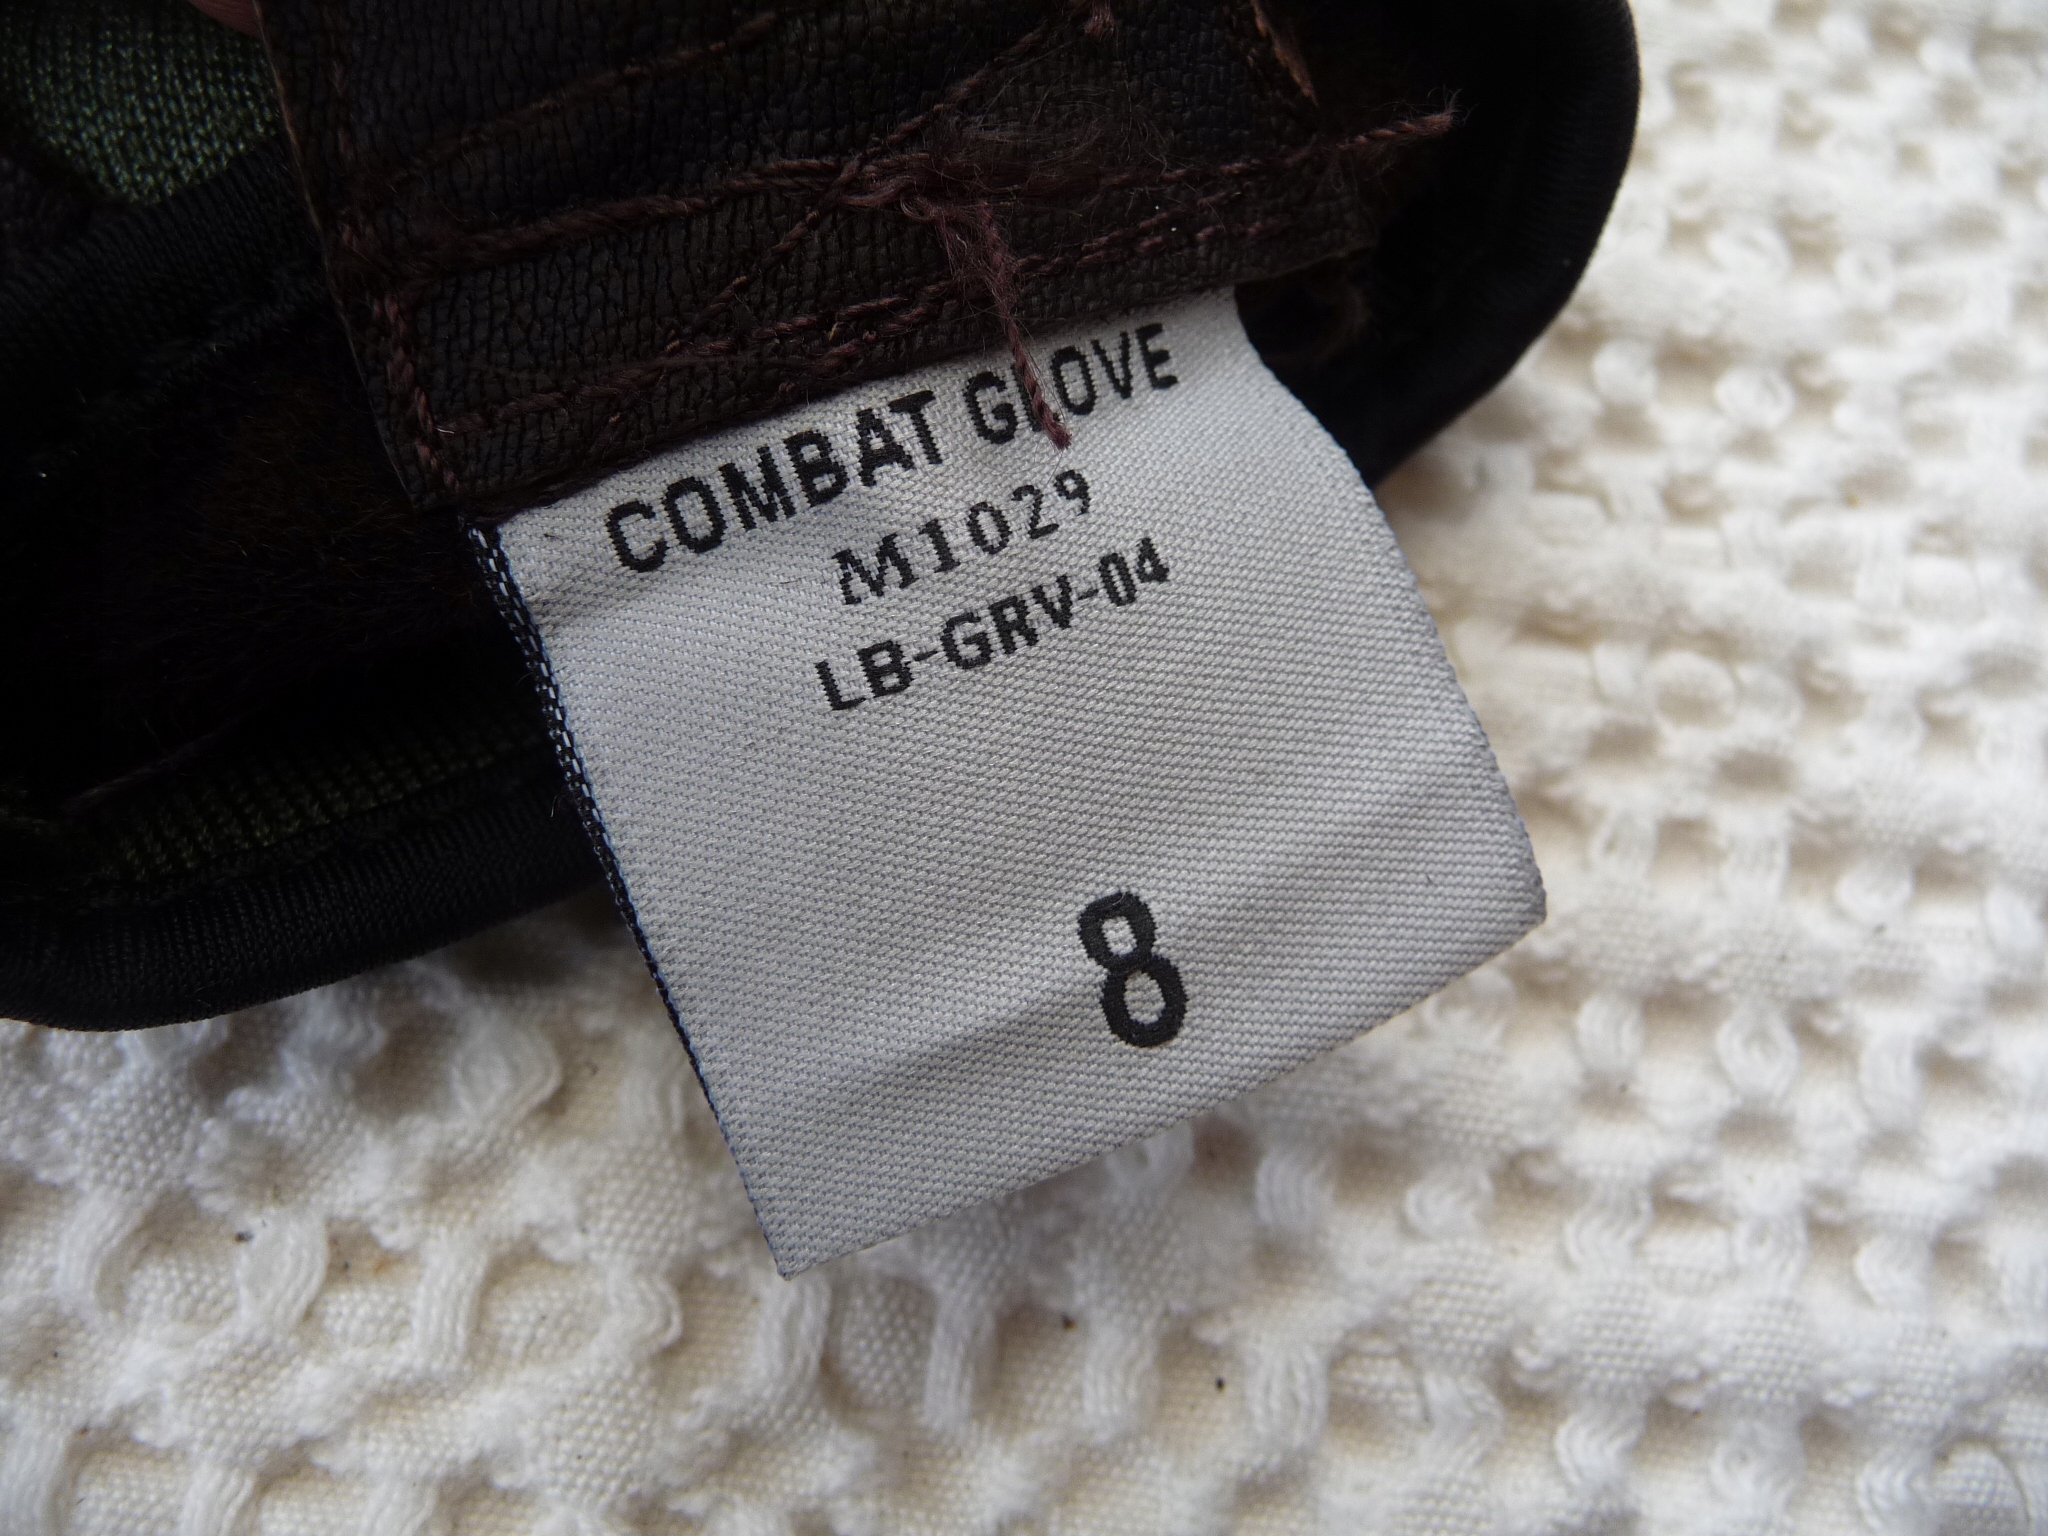 COMBAT GLOVE
M1029
LB-GRV-04
8